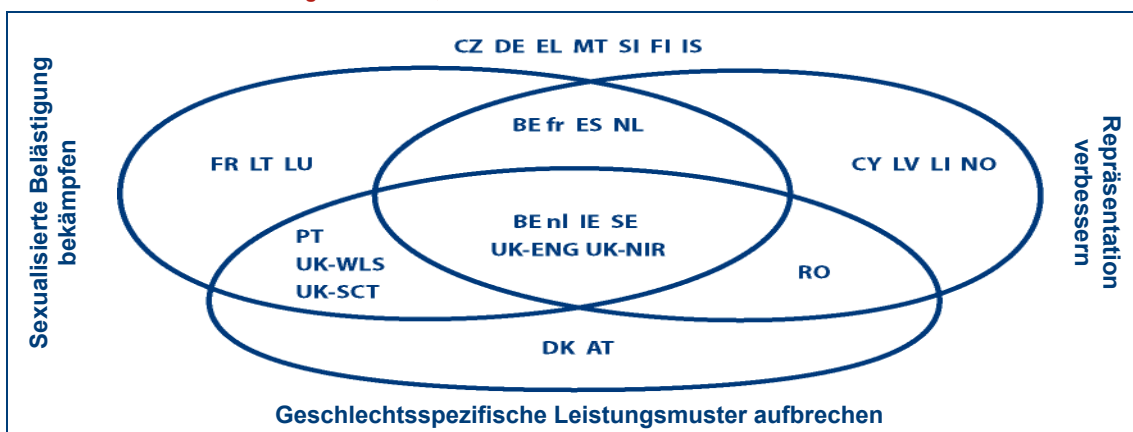 CZ DE EL MT SI FI IS
Sexualisierte Belästigung
bekämpfen
Repräsentation
verbessern
BE fr ES NL
FR LT LU
CY LV LI NO
BE nl IE SE
UK-ENG UK-NIR
PT
UK-WLS
UK-SCT
RO
DK AT
Geschlechtsspezifische Leistungsmuster aufbrechen